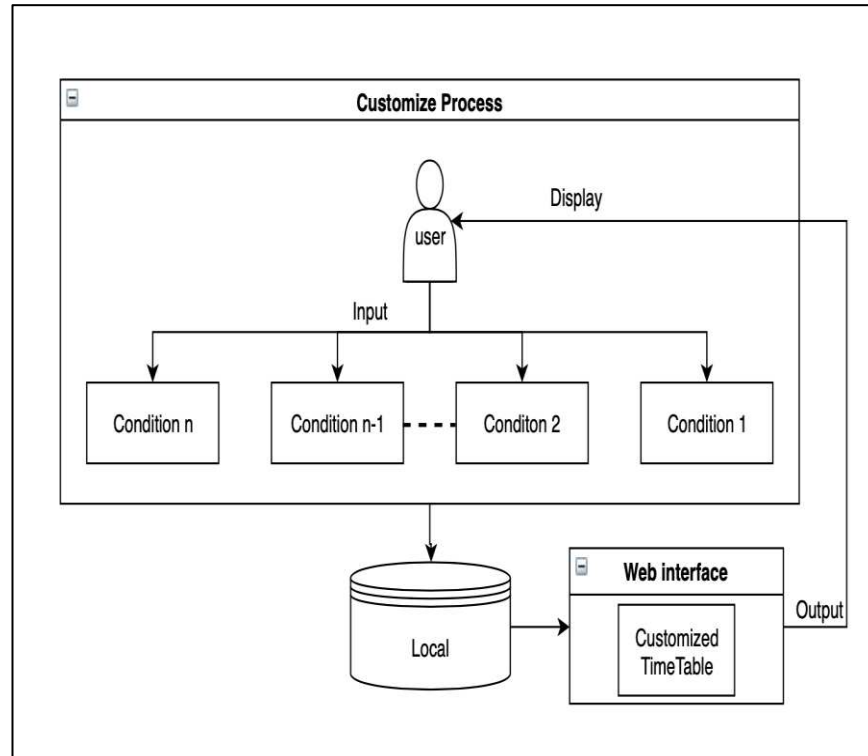 Customize Process
Display
user
Input
Condition n
Condition n-1
Conditon 2
Condition 1
Web interface
Output
Local
Customized
TimeTable